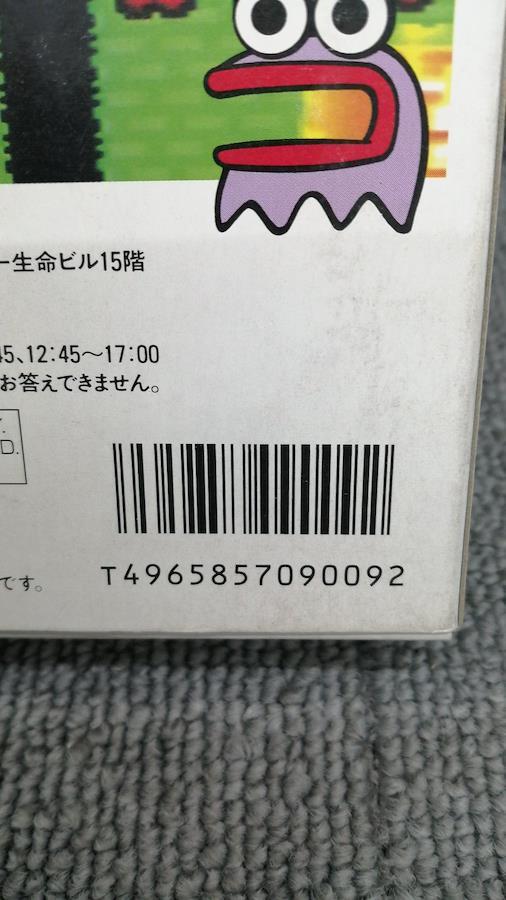 ー生命ビル15階
45、12:45〜17:00
お答えできません。
D.
です。
T4965857090092